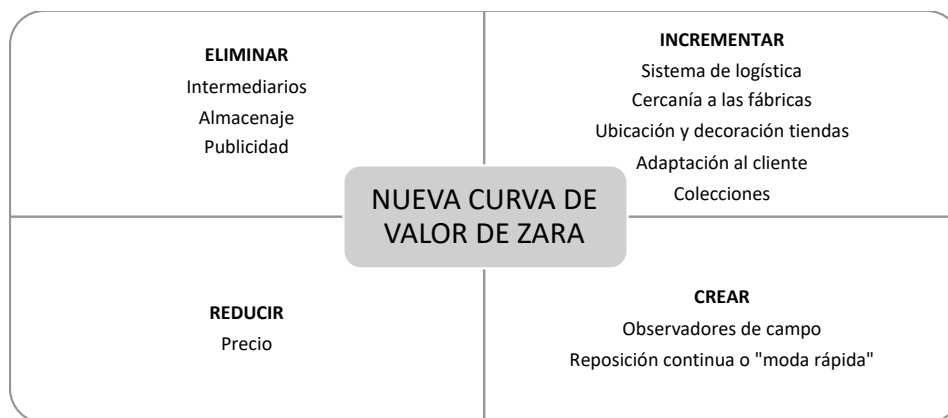 ELIMINAR
Intermediarios
Almacenaje
Publicidad
INCREMENTAR
Sistema de logística
Cercanía a las fábricas
Ubicación y decoración tiendas
Adaptación al cliente
Colecciones
NUEVA CURVA DE
VALOR DE ZARA
REDUCIR
Precio
CREAR
Observadores de campo
Reposición continua o "moda rápida"